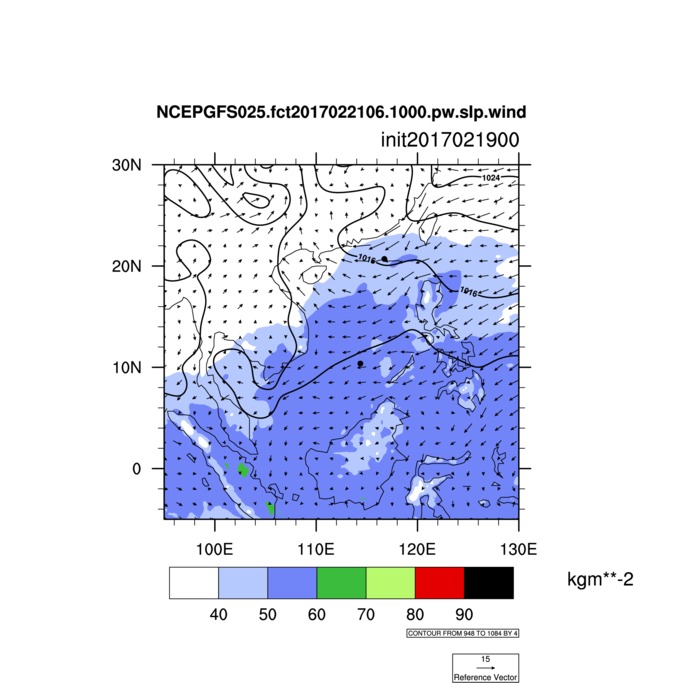 NCEPGFS025.fct2017022106.1000.pw.slp.wind
init2017021900
30N
1024
20N
1016
1016
10N
0
100E 110E 120E 130E
kgm**-2
40 50 60 70 80 90
CONTOUR FROM 948 TO 1084 BY 4
15
Reference Vector